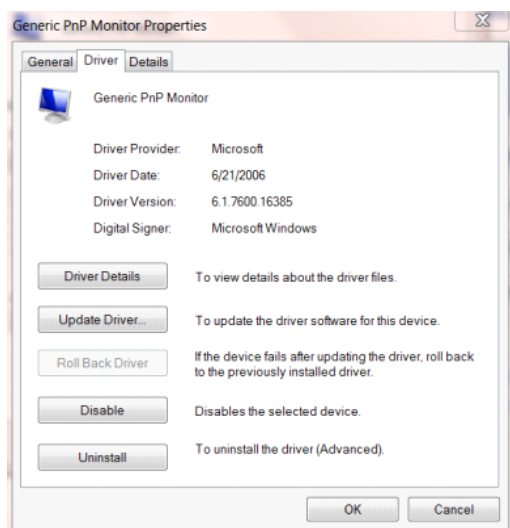 Generic PnP Monitor Properties
General Driver Details
Generic PnP Monitor
Driver Provider: Microsoft
Driver Date: 6/21/2006
Driver Version: 6.1.7600.16385
Digital Signer: Microsoft Windows
Driver Details To view details about the driver files.
Update Driver... To update the driver software for this device.
Roll Back Driver If the device fails after updating the driver, roll back
to the previously installed driver.
Disable Disables the selected device.
Uninstall To uninstall the driver (Advanced).
OK Cancel